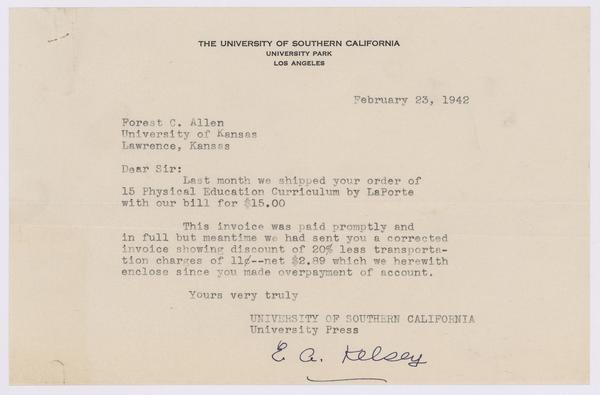 THE UNIVERSITY OF SOUTHERN CALIFORNIA
UNIVERSITY PARK
LOS ANGELES
February 23, 1942
Forest C. Allen
University of Kansas
Lawrence, Kansas
Dear Sir:
Last month we shipped your order of
15 Physical Education Curriculum by LaPorte
with our bill for $15.00
This invoice was paid promptly and
in full but meantime we had sent you a corrected
invoice showing discount of 20% less transporta-
tion charges of 11¢--net $2.89 which we herewith
enclose since you made overpayment of account.
Yours very truly
UNIVERSITY OF SOUTHERN CALIFORNIA
University Press
E. A. Kelsey